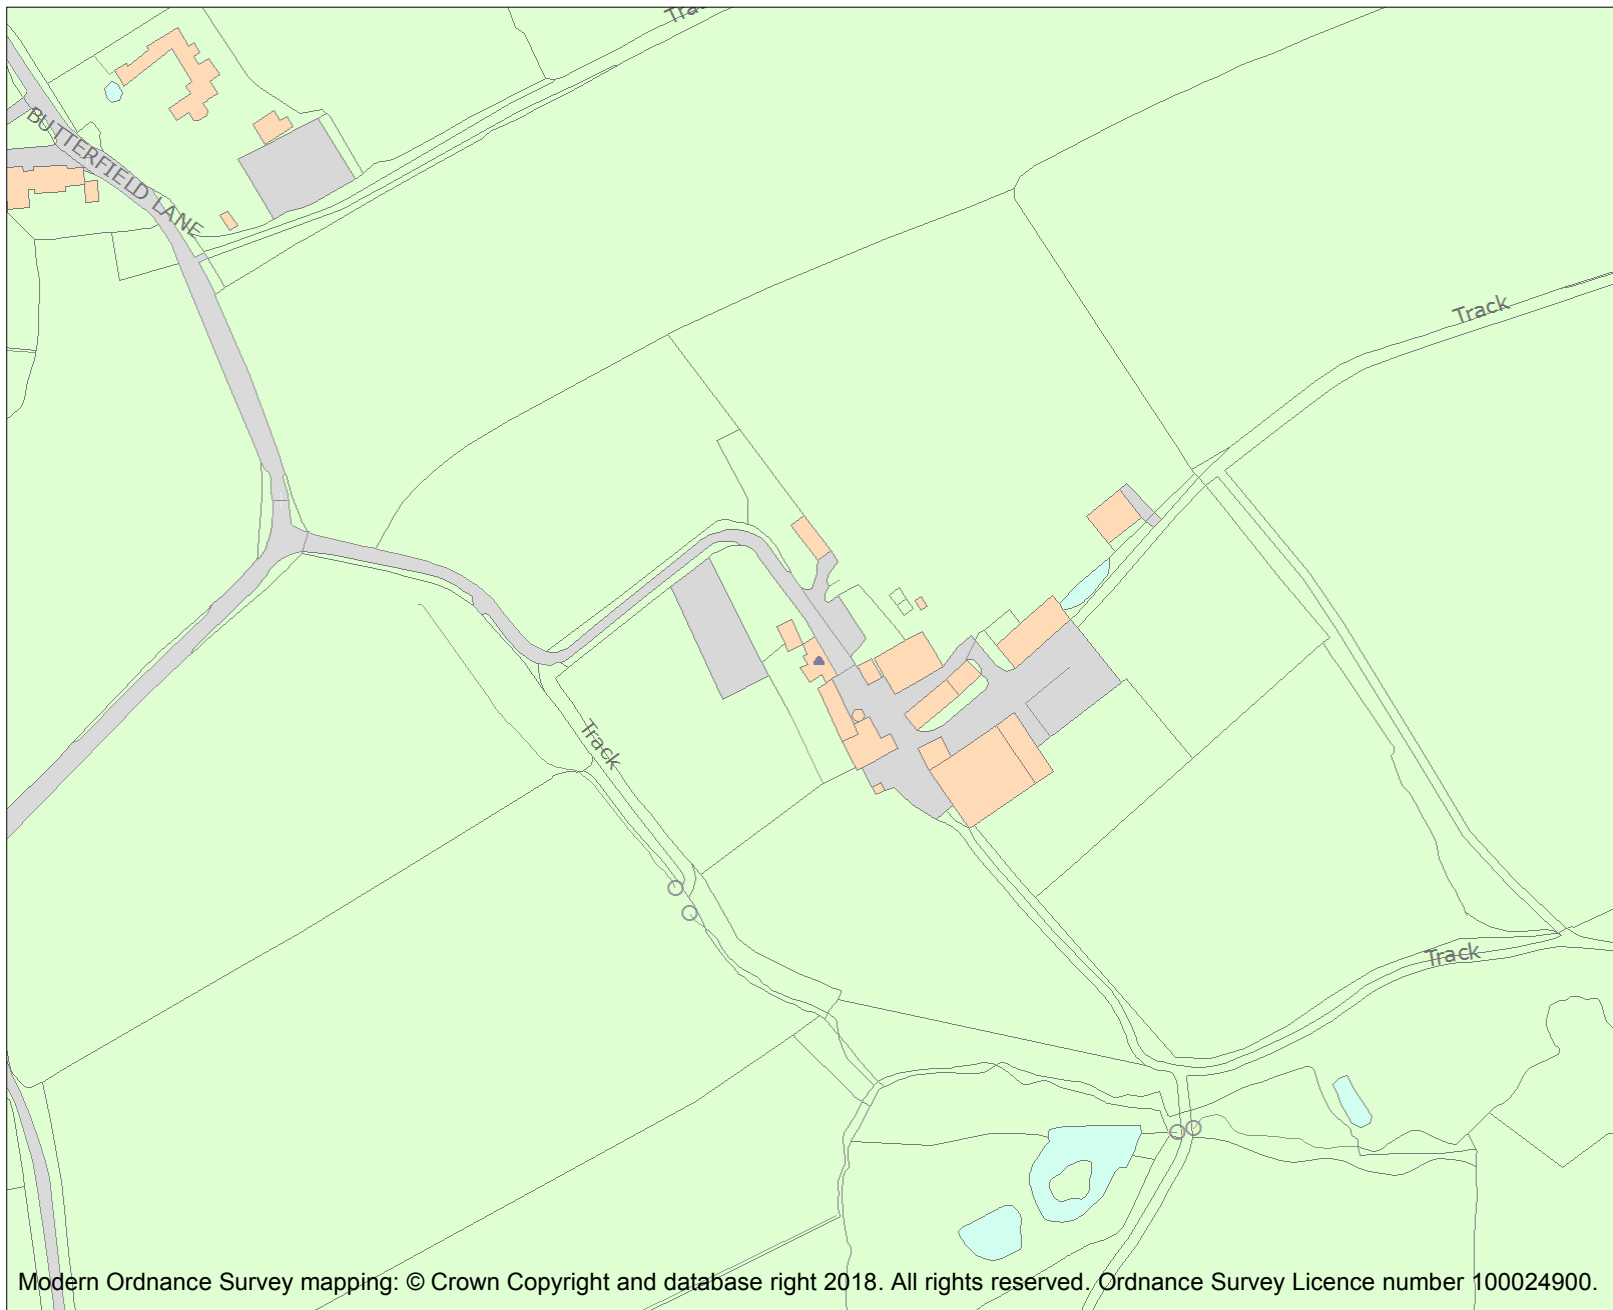 Track
BUTTERFIELD LANE
Track
Track
Track
Modern Ordnance Survey mapping: © Crown Copyright and database right 2018. All rights reserved. Ordnance Survey Licence number 100024900.